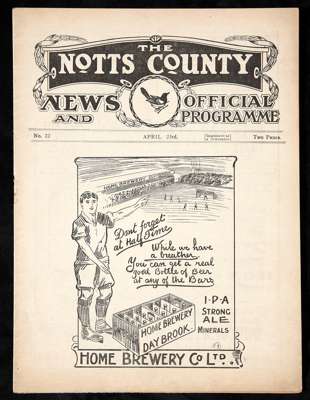 THE
NOTTS COUNTY
NEWS AND OFFICIAL PROGRAMME
No. 22 APRIL 23rd. Two Pence.
HOME BREWERY
Don't forget
at Half Time
While we have
a breather.
You can get a real
good Bottle of Beer
at any of the Bars
I·P·A
STRONG
ALE
MINERALS
HOME BREWERY
DAYBROOK.
HOME BREWERY CO LTD.